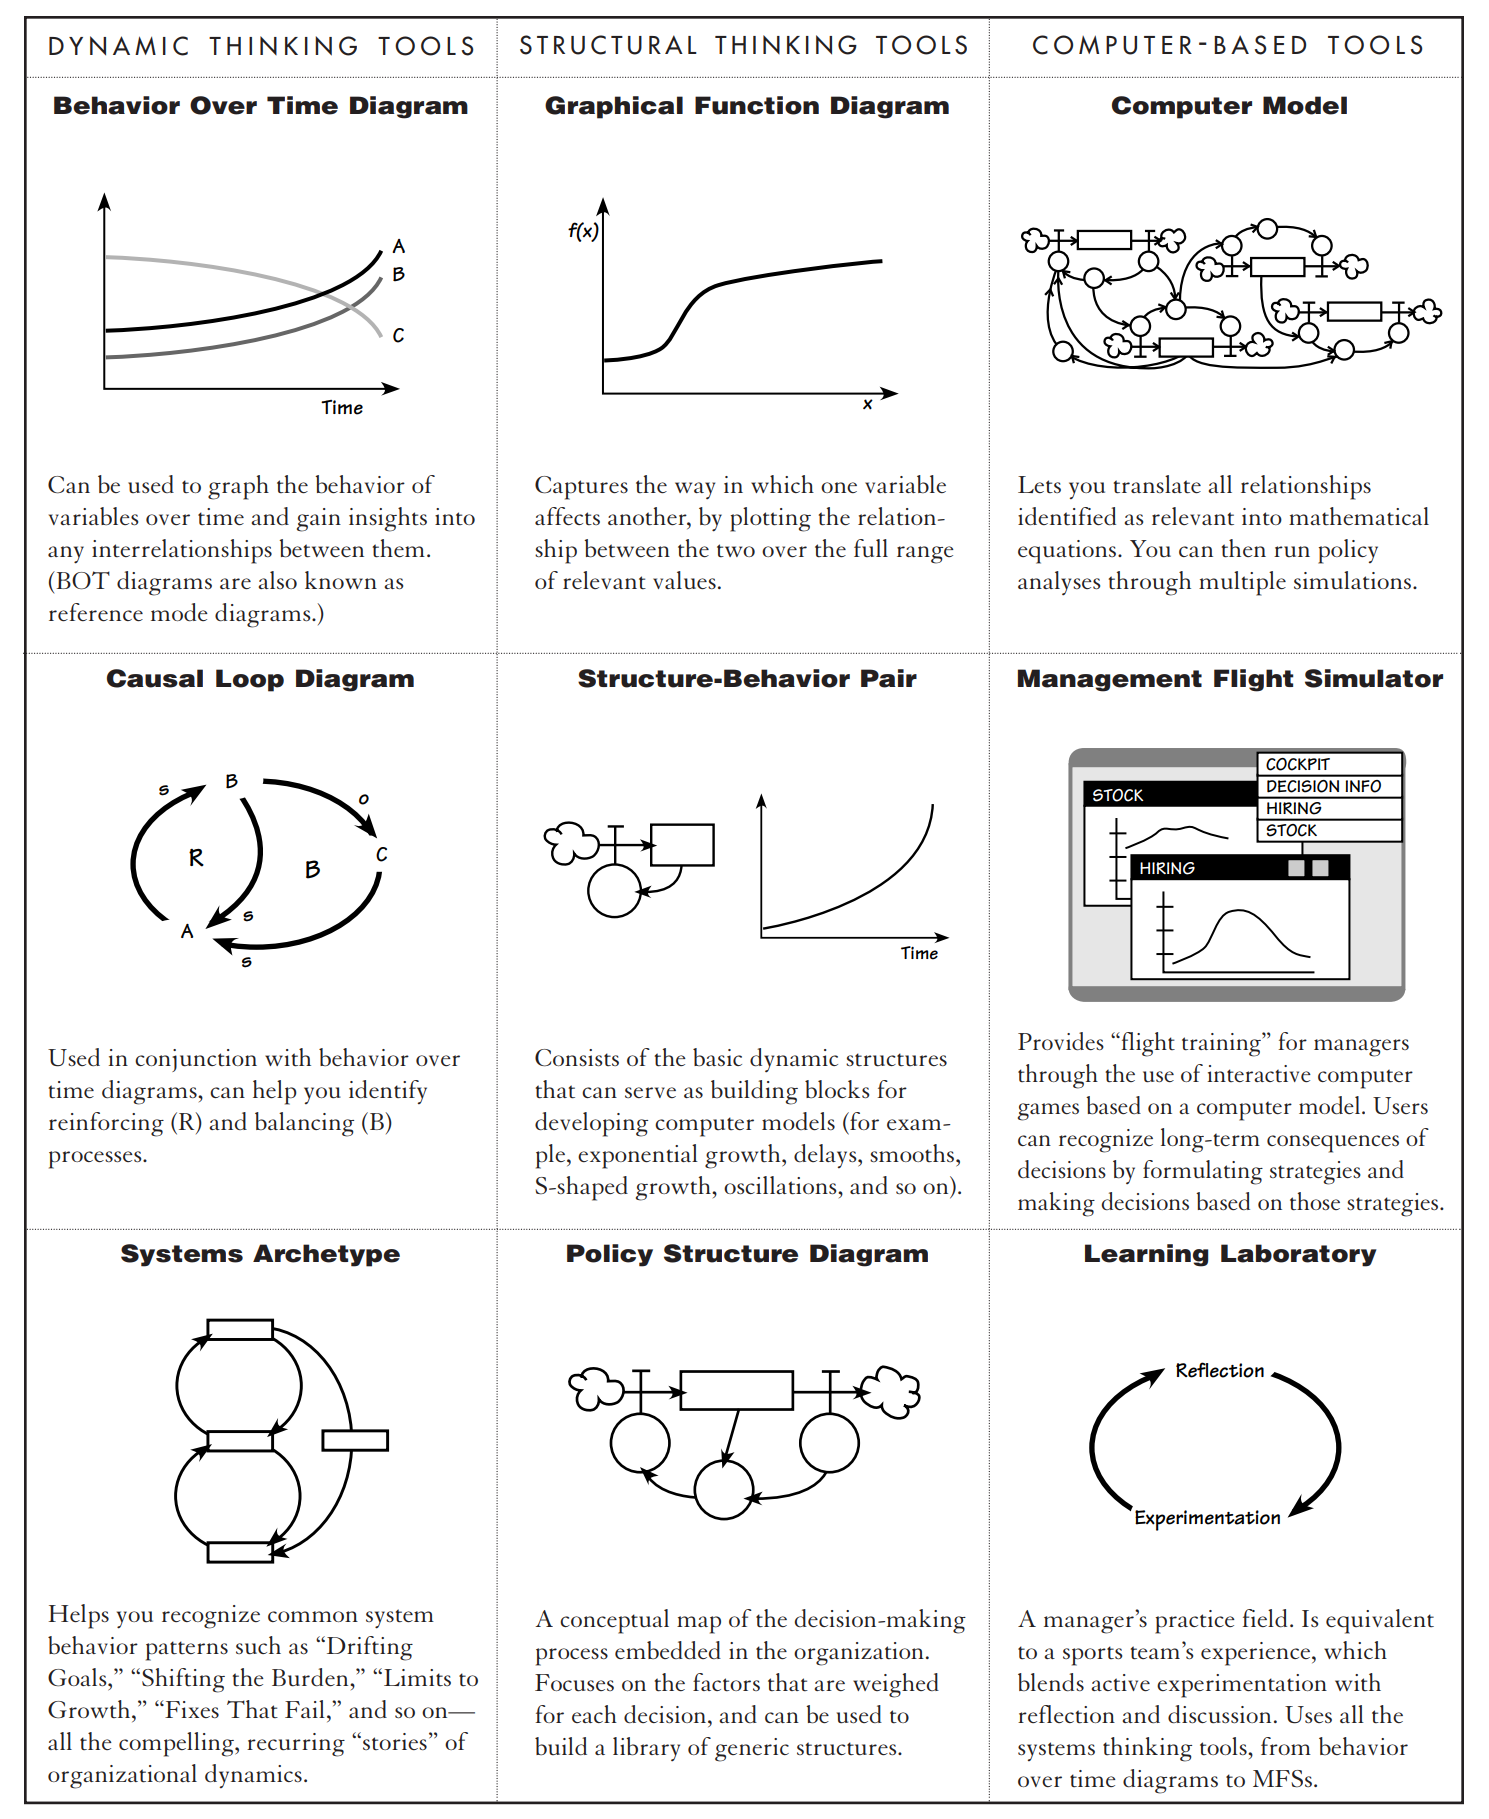 DYNAMIC THINKING TOOLS
STRUCTURAL THINKING TOOLS
COMPUTER-BASED TOOLS
Behavior Over Time Diagram
A
B
C
Time
Can be used to graph the behavior of
variables over time and gain insights into
any interrelationships between them.
(BOT diagrams are also known as
reference mode diagrams.)
Graphical Function Diagram
f(x)
x
Captures the way in which one variable
affects another, by plotting the relation-
ship between the two over the full range
of relevant values.
Computer Model
Lets you translate all relationships
identified as relevant into mathematical
equations. You can then run policy
analyses through multiple simulations.
Causal Loop Diagram
s
B
o
R
B
C
A
s
s
Used in conjunction with behavior over
time diagrams, can help you identify
reinforcing (R) and balancing (B)
processes.
Structure-Behavior Pair
Time
Consists of the basic dynamic structures
that can serve as building blocks for
developing computer models (for exam-
ple, exponential growth, delays, smooths,
S-shaped growth, oscillations, and so on).
Management Flight Simulator
COCKPIT
DECISION INFO
HIRING
STOCK
STOCK
HIRING
Provides “flight training” for managers
through the use of interactive computer
games based on a computer model. Users
can recognize long-term consequences of
decisions by formulating strategies and
making decisions based on those strategies.
Systems Archetype
Helps you recognize common system
behavior patterns such as “Drifting
Goals,” “Shifting the Burden,” “Limits to
Growth,” “Fixes That Fail,” and so on—
all the compelling, recurring “stories” of
organizational dynamics.
Policy Structure Diagram
A conceptual map of the decision-making
process embedded in the organization.
Focuses on the factors that are weighed
for each decision, and can be used to
build a library of generic structures.
Learning Laboratory
Reflection
Experimentation
A manager’s practice field. Is equivalent
to a sports team’s experience, which
blends active experimentation with
reflection and discussion. Uses all the
systems thinking tools, from behavior
over time diagrams to MFSs.